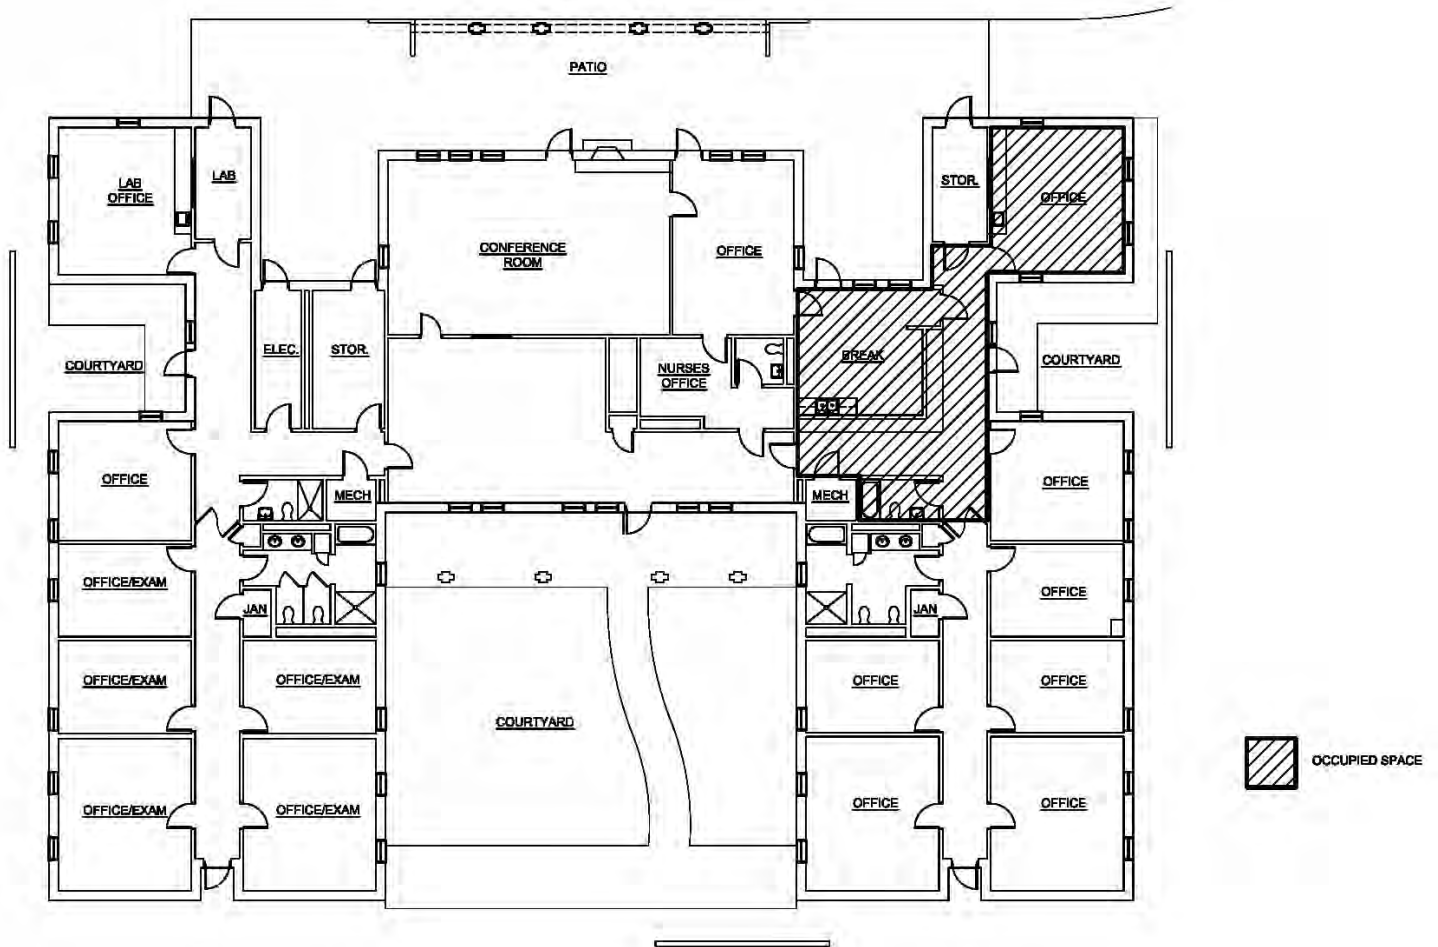 PATIO
LAB
OFFICE
LAB
STOR.
OFFICE
CONFERENCE
ROOM
OFFICE
COURTYARD
ELEC.
STOR.
NURSES
OFFICE
BREAK
COURTYARD
OFFICE
MECH
MECH
OFFICE
OFFICE/EXAM
JAN
JAN
OFFICE
OFFICE/EXAM
OFFICE/EXAM
OFFICE
OFFICE
COURTYARD
OCCUPIED SPACE
OFFICE/EXAM
OFFICE/EXAM
OFFICE
OFFICE